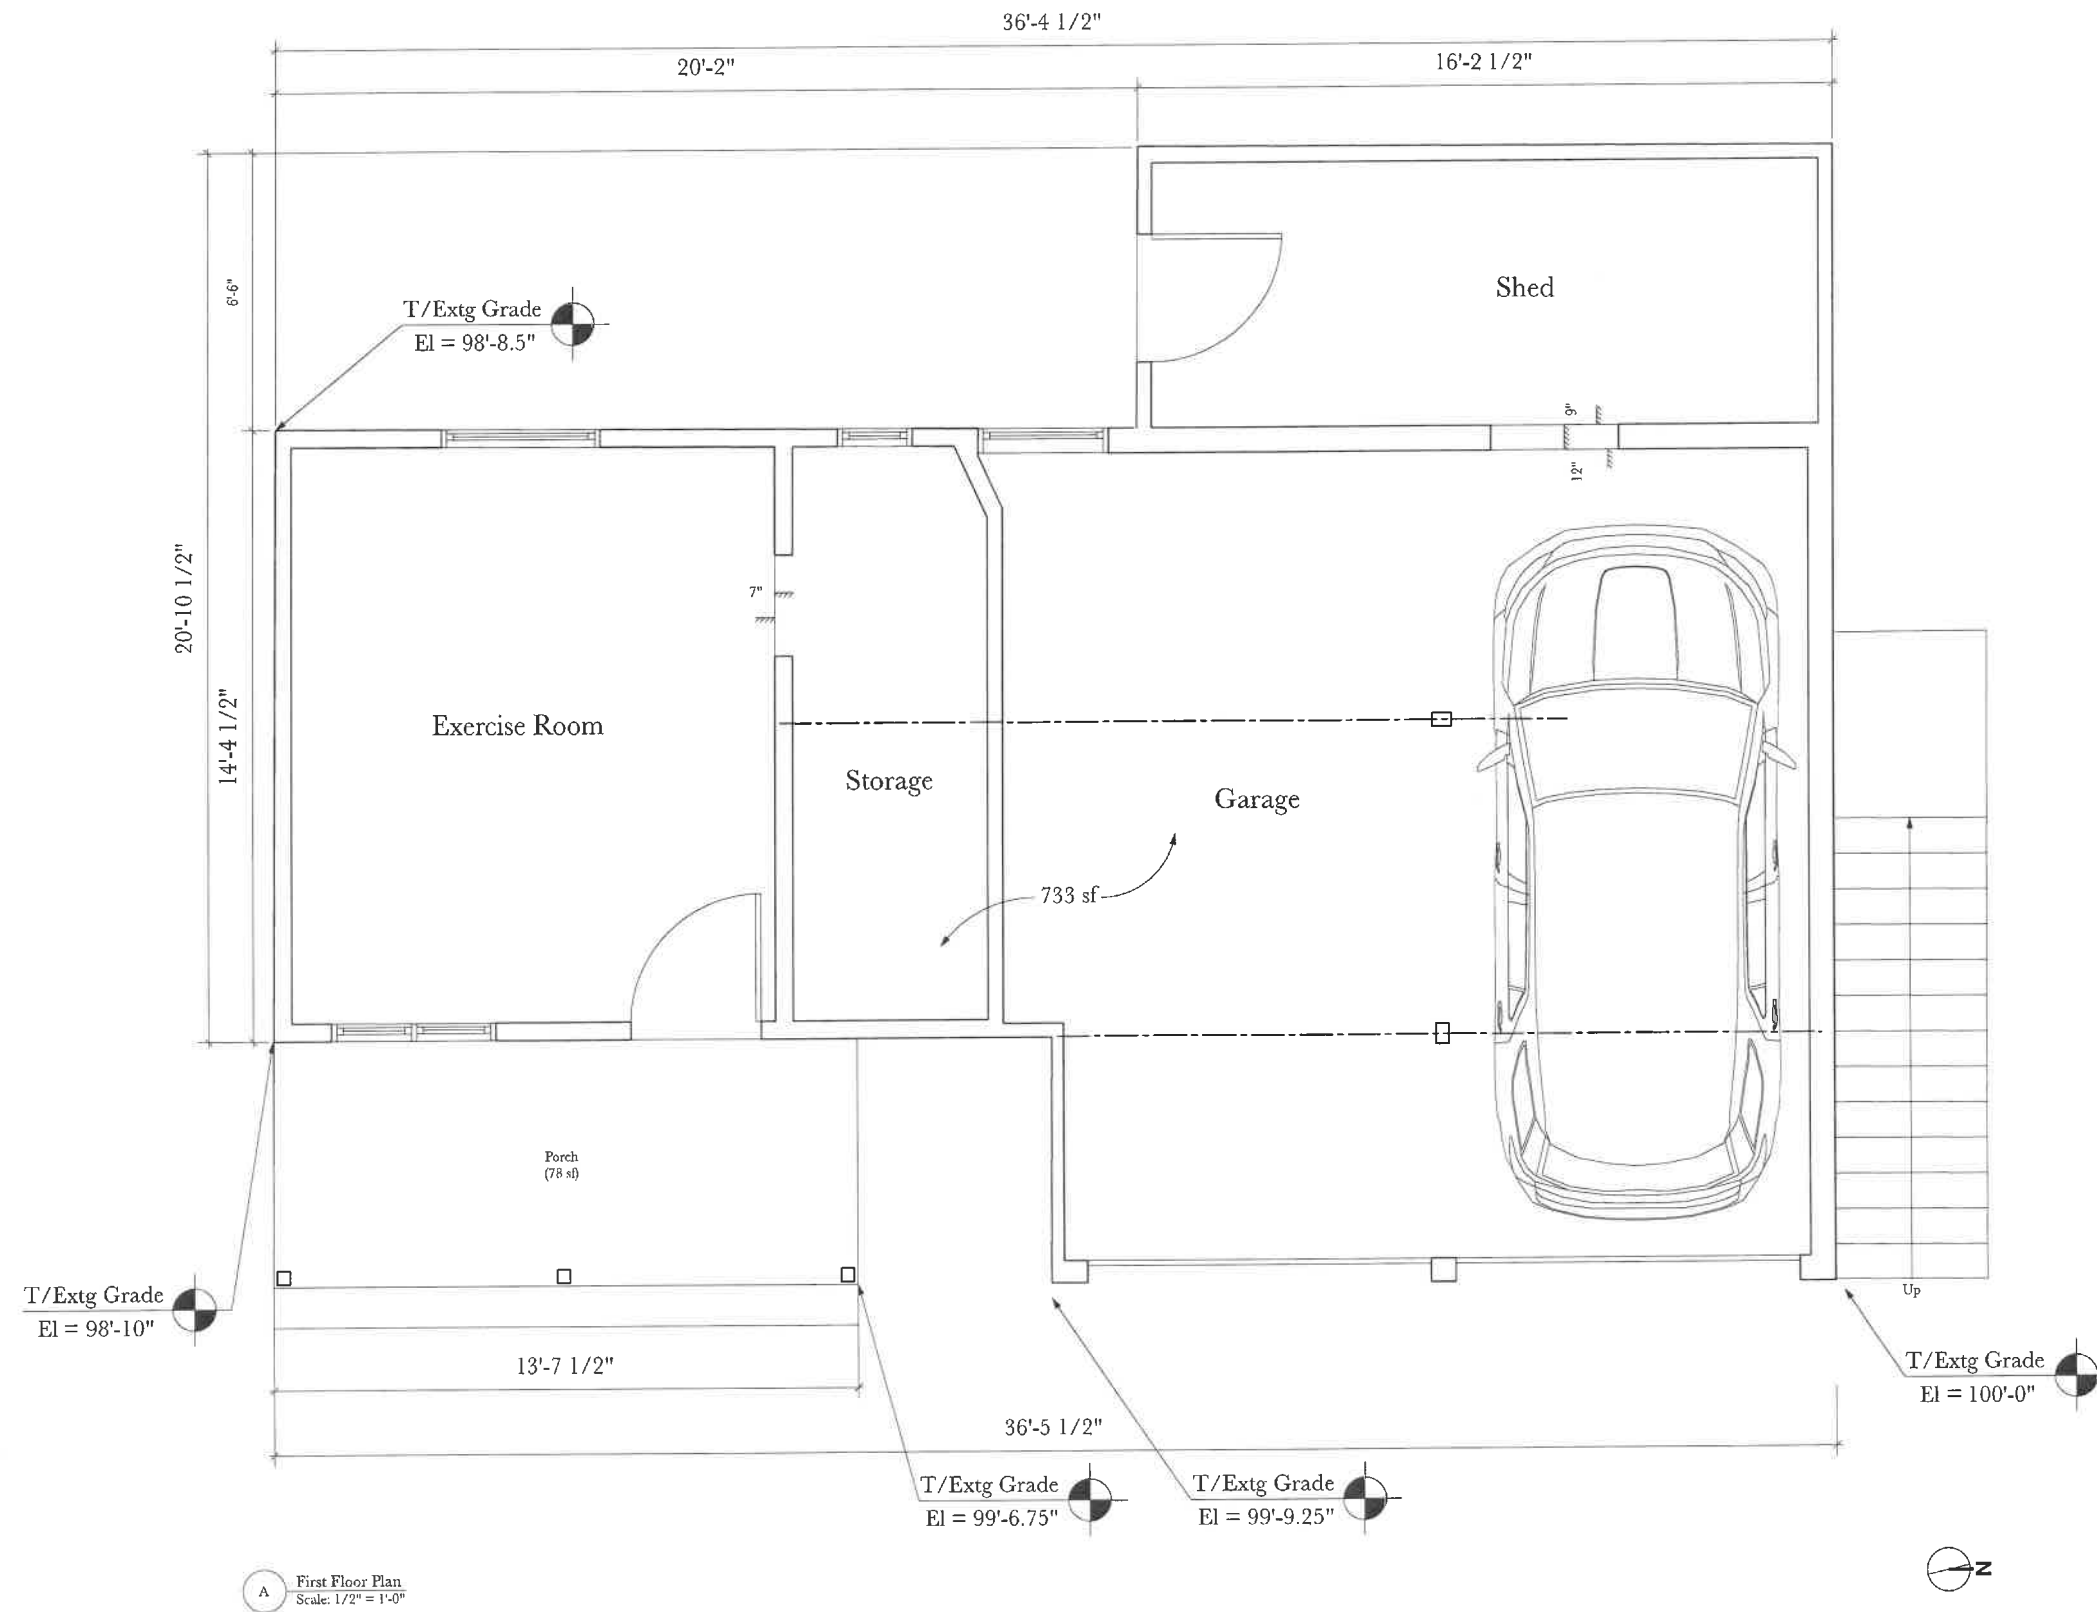 36'-4 1/2"
20'-2"
16'-2 1/2"
6'-6"
20'-10 1/2"
14'-4 1/2"
T/Extg Grade
El = 98'-8.5"
Shed
9"
12"
7"
Exercise Room
Storage
Garage
733 sf
Porch
(78 sf)
T/Extg Grade
El = 98'-10"
Up
13'-7 1/2"
T/Extg Grade
El = 100'-0"
36'-5 1/2"
T/Extg Grade
El = 99'-6.75"
T/Extg Grade
El = 99'-9.25"
A
First Floor Plan
Scale: 1/2" = 1'-0"
N